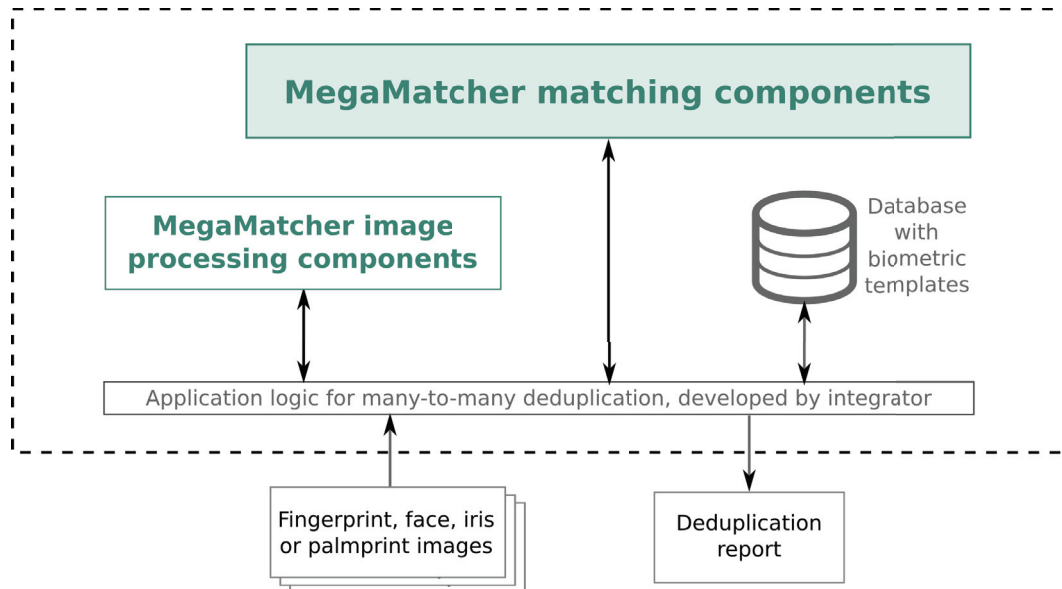 MegaMatcher matching components
MegaMatcher image
processing components
Database
with
biometric
templates
Application logic for many-to-many deduplication, developed by integrator
Fingerprint, face, iris
or palmprint images
Deduplication
report